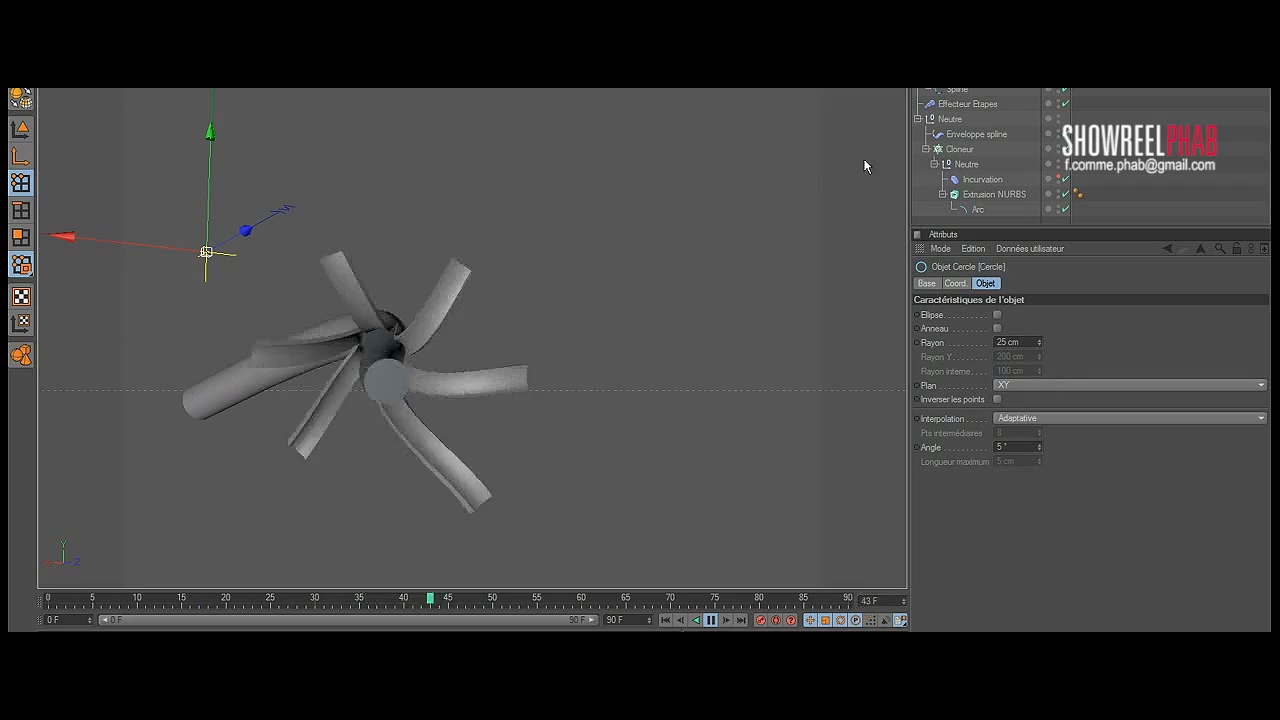 Spline
Effecteur Etapes
Neutre
Enveloppe spline
Cloneur
Neutre
Incurvation
Extrusion NURBS
Arc
SHOWREELPHAB
f.comme.phab@gmail.com
Attributs
Mode Edition Données utilisateur
Objet Cercle [Cercle]
Base Coord. Objet
Caractéristiques de l'objet
Ellipse
Anneau
Rayon 25 cm
Rayon Y 200 cm
Rayon interne 100 cm
Plan XY
Inverser les points
Interpolation Adaptative
Pts intermédiaires 8
Angle 5 °
Longueur maximum 5 cm
Y
X Z
0 5 10 15 20 25 30 35 40 45 50 55 60 65 70 75 80 85 90 43 F
0 F 0 F 90 F 90 F